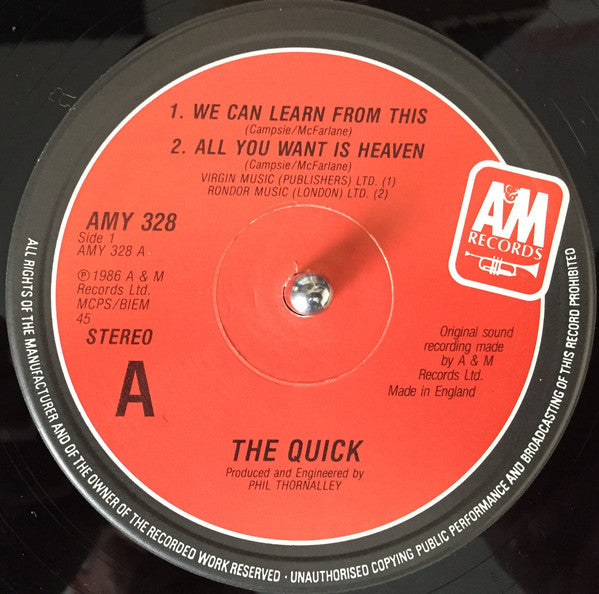 1. WE CAN LEARN FROM THIS
(Campsie/McFarlane)
2. ALL YOU WANT IS HEAVEN
(Campsie/McFarlane)
VIRGIN MUSIC (PUBLISHERS) LTD. (1)
RONDOR MUSIC (LONDON) LTD. (2)
A&M
RECORDS
AMY 328
Side 1
AMY 328 A
℗ 1986 A & M
Records Ltd.
MCPS/BIEM
45
STEREO
A
Original sound
recording made
by A & M
Records Ltd.
Made in England
THE QUICK
Produced and Engineered by
PHIL THORNALLEY
ALL RIGHTS OF THE MANUFACTURER AND OF THE OWNER OF THE RECORDED WORK RESERVED · UNAUTHORISED COPYING PUBLIC PERFORMANCE AND BROADCASTING OF THIS RECORD PROHIBITED